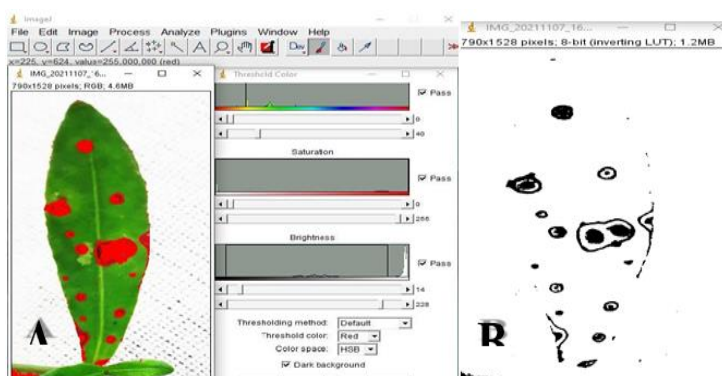 ImageJ
File Edit Image Process Analyze Plugins Window Help
Dev
x=225, y=624, value=255,000,000 (red)
IMG_20211107_16...
790x1528 pixels; RGB; 4.6MB
A
Threshold Color
Pass
0
40
Saturation
Pass
0
255
Brightness
Pass
14
228
Thresholding method: Default
Threshold color: Red
Color space: HSB
Dark background
IMG_20211107_16...
790x1528 pixels; 8-bit (inverting LUT); 1.2MB
B